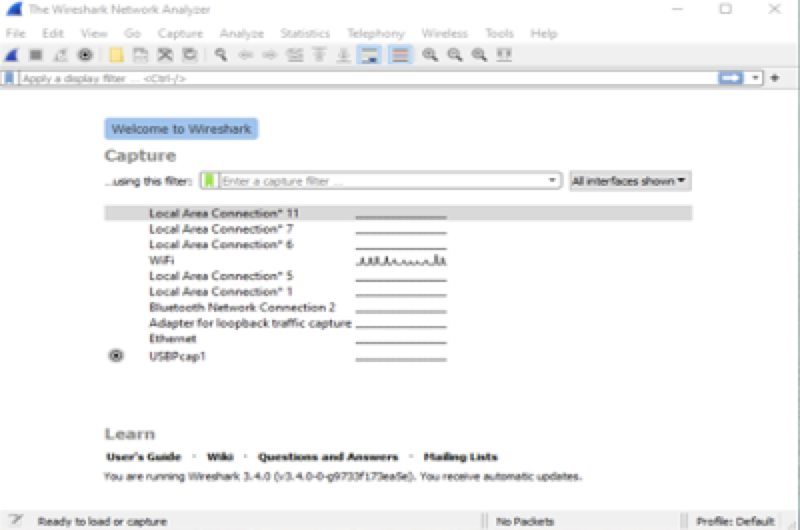 The Wireshark Network Analyzer
File Edit View Go Capture Analyze Statistics Telephony Wireless Tools Help
Apply a display filter ... <Ctrl-/>
Welcome to Wireshark
Capture
...using this filter: Enter a capture filter ... All interfaces shown
Local Area Connection* 11
Local Area Connection* 7
Local Area Connection* 6
WiFi
Local Area Connection* 5
Local Area Connection* 1
Bluetooth Network Connection 2
Adapter for loopback traffic capture
Ethernet
USBPcap1
Learn
User's Guide · Wiki · Questions and Answers · Mailing Lists
You are running Wireshark 3.4.0 (v3.4.0-0-g9733f173ea5e). You receive automatic updates.
Ready to load or capture No Packets Profile: Default